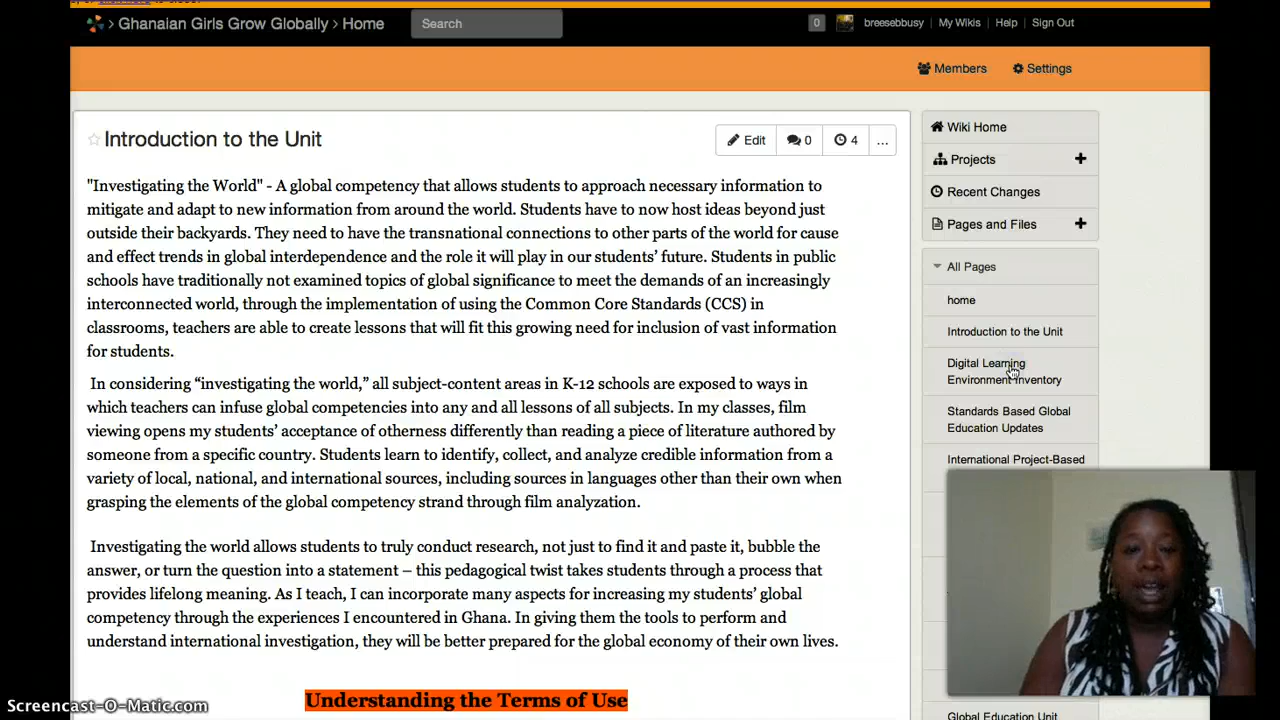 Ghanaian Girls Grow Globally › Home
Search
0
breesebbusy
My Wikis
Help
Sign Out
Members
Settings
Introduction to the Unit
Edit
0
4
...
"Investigating the World" - A global competency that allows students to approach necessary information to
mitigate and adapt to new information from around the world. Students have to now host ideas beyond just
outside their backyards. They need to have the transnational connections to other parts of the world for cause
and effect trends in global interdependence and the role it will play in our students’ future. Students in public
schools have traditionally not examined topics of global significance to meet the demands of an increasingly
interconnected world, through the implementation of using the Common Core Standards (CCS) in
classrooms, teachers are able to create lessons that will fit this growing need for inclusion of vast information
for students.
In considering “investigating the world,” all subject-content areas in K-12 schools are exposed to ways in
which teachers can infuse global competencies into any and all lessons of all subjects. In my classes, film
viewing opens my students’ acceptance of otherness differently than reading a piece of literature authored by
someone from a specific country. Students learn to identify, collect, and analyze credible information from a
variety of local, national, and international sources, including sources in languages other than their own when
grasping the elements of the global competency strand through film analyzation.
Investigating the world allows students to truly conduct research, not just to find it and paste it, bubble the
answer, or turn the question into a statement – this pedagogical twist takes students through a process that
provides lifelong meaning. As I teach, I can incorporate many aspects for increasing my students’ global
competency through the experiences I encountered in Ghana. In giving them the tools to perform and
understand international investigation, they will be better prepared for the global economy of their own lives.
Understanding the Terms of Use
Wiki Home
Projects
Recent Changes
Pages and Files
All Pages
home
Introduction to the Unit
Digital Learning
Environment Inventory
Standards Based Global
Education Updates
International Project-Based
Global Education Unit
Screencast-O-Matic.com